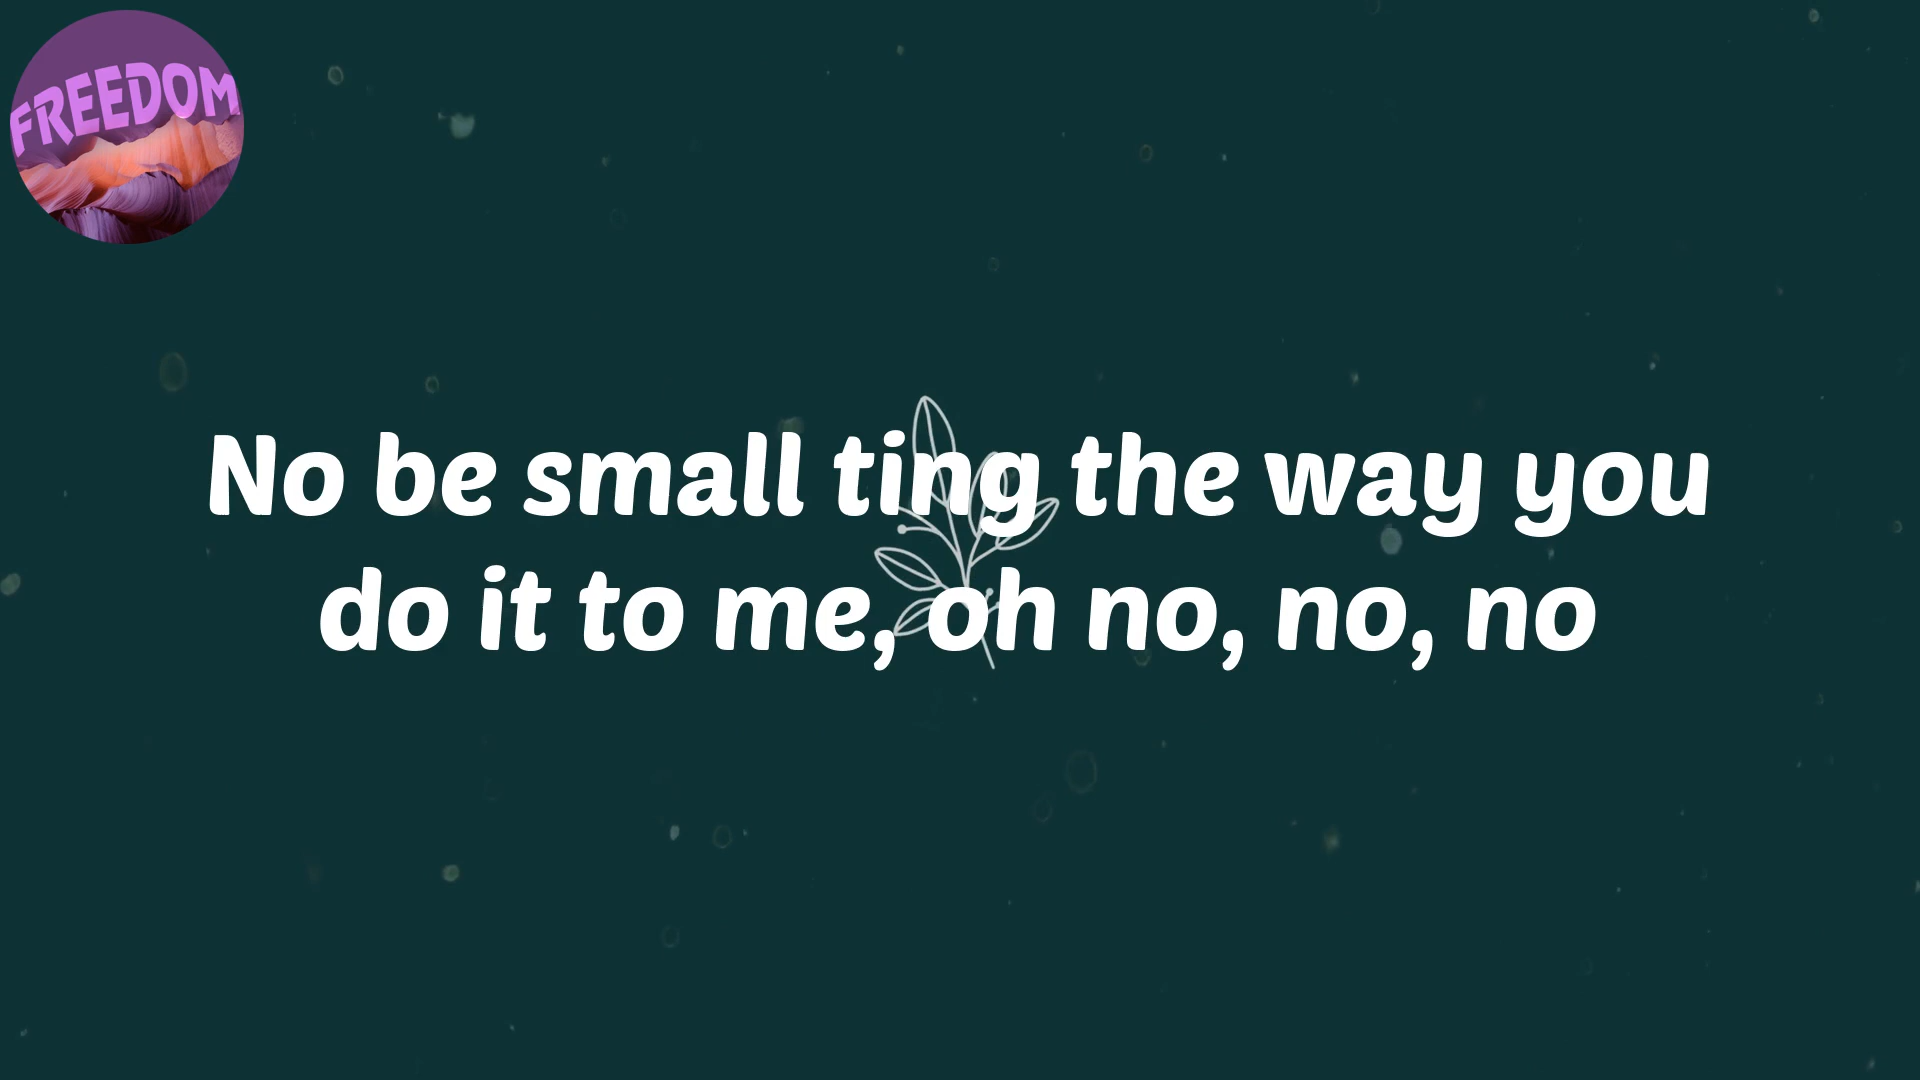 FREEDOM
No be small ting the way you
do it to me, oh no, no, no